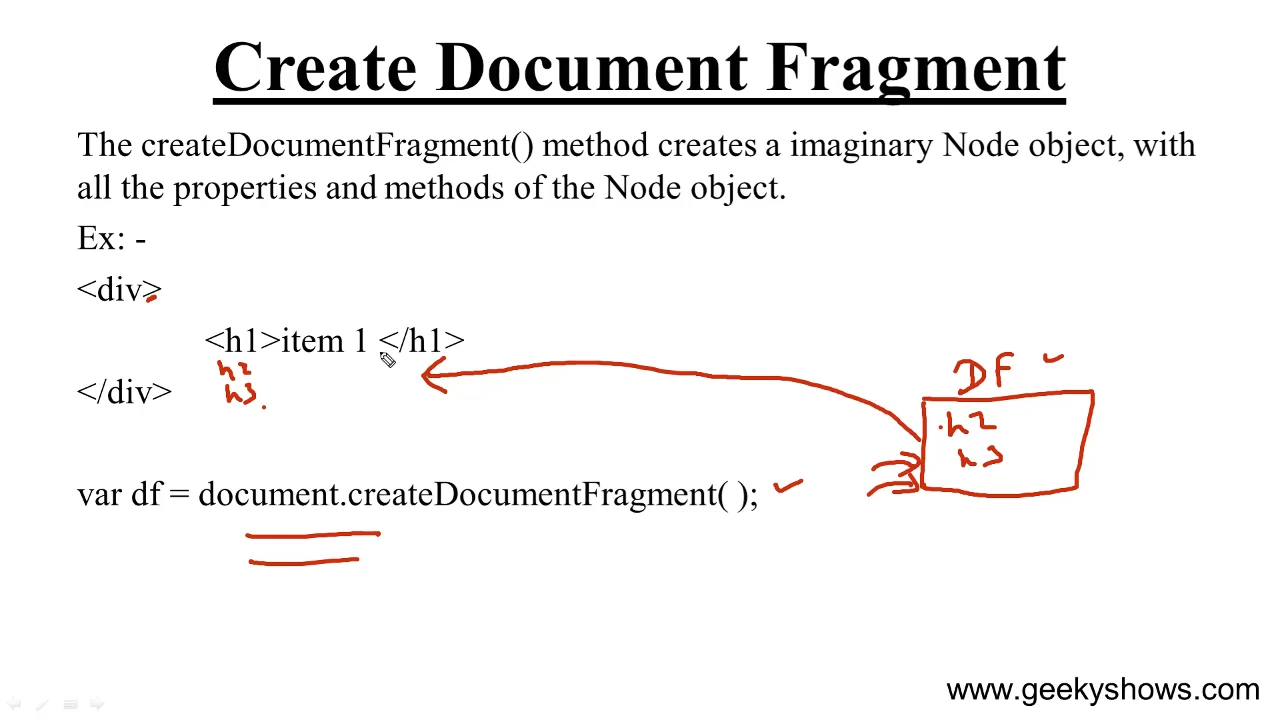 Create Document Fragment
The createDocumentFragment() method creates a imaginary Node object, with
all the properties and methods of the Node object.
Ex: -
<div>
<h1>item 1 </h1>
h2
h3
</div>
DF
h2
h3
var df = document.createDocumentFragment( );
www.geekyshows.com